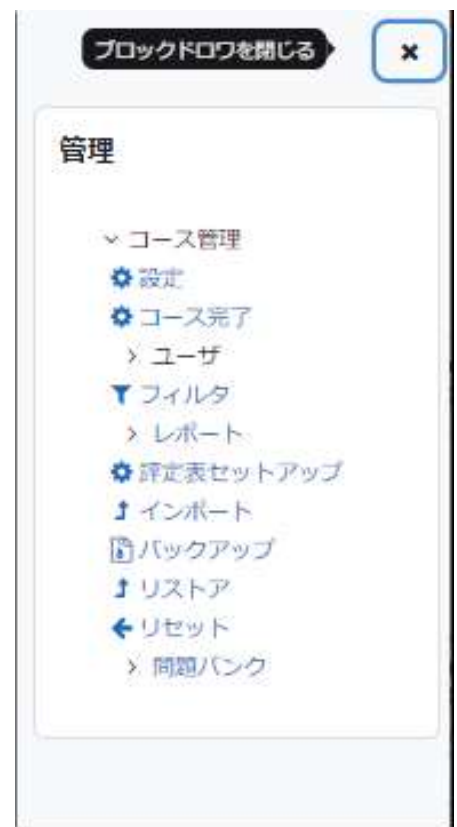 ブロックドロワを閉じる
管理
コース管理
設定
コース完了
ユーザ
フィルタ
レポート
評定表セットアップ
インポート
バックアップ
リストア
リセット
問題バンク